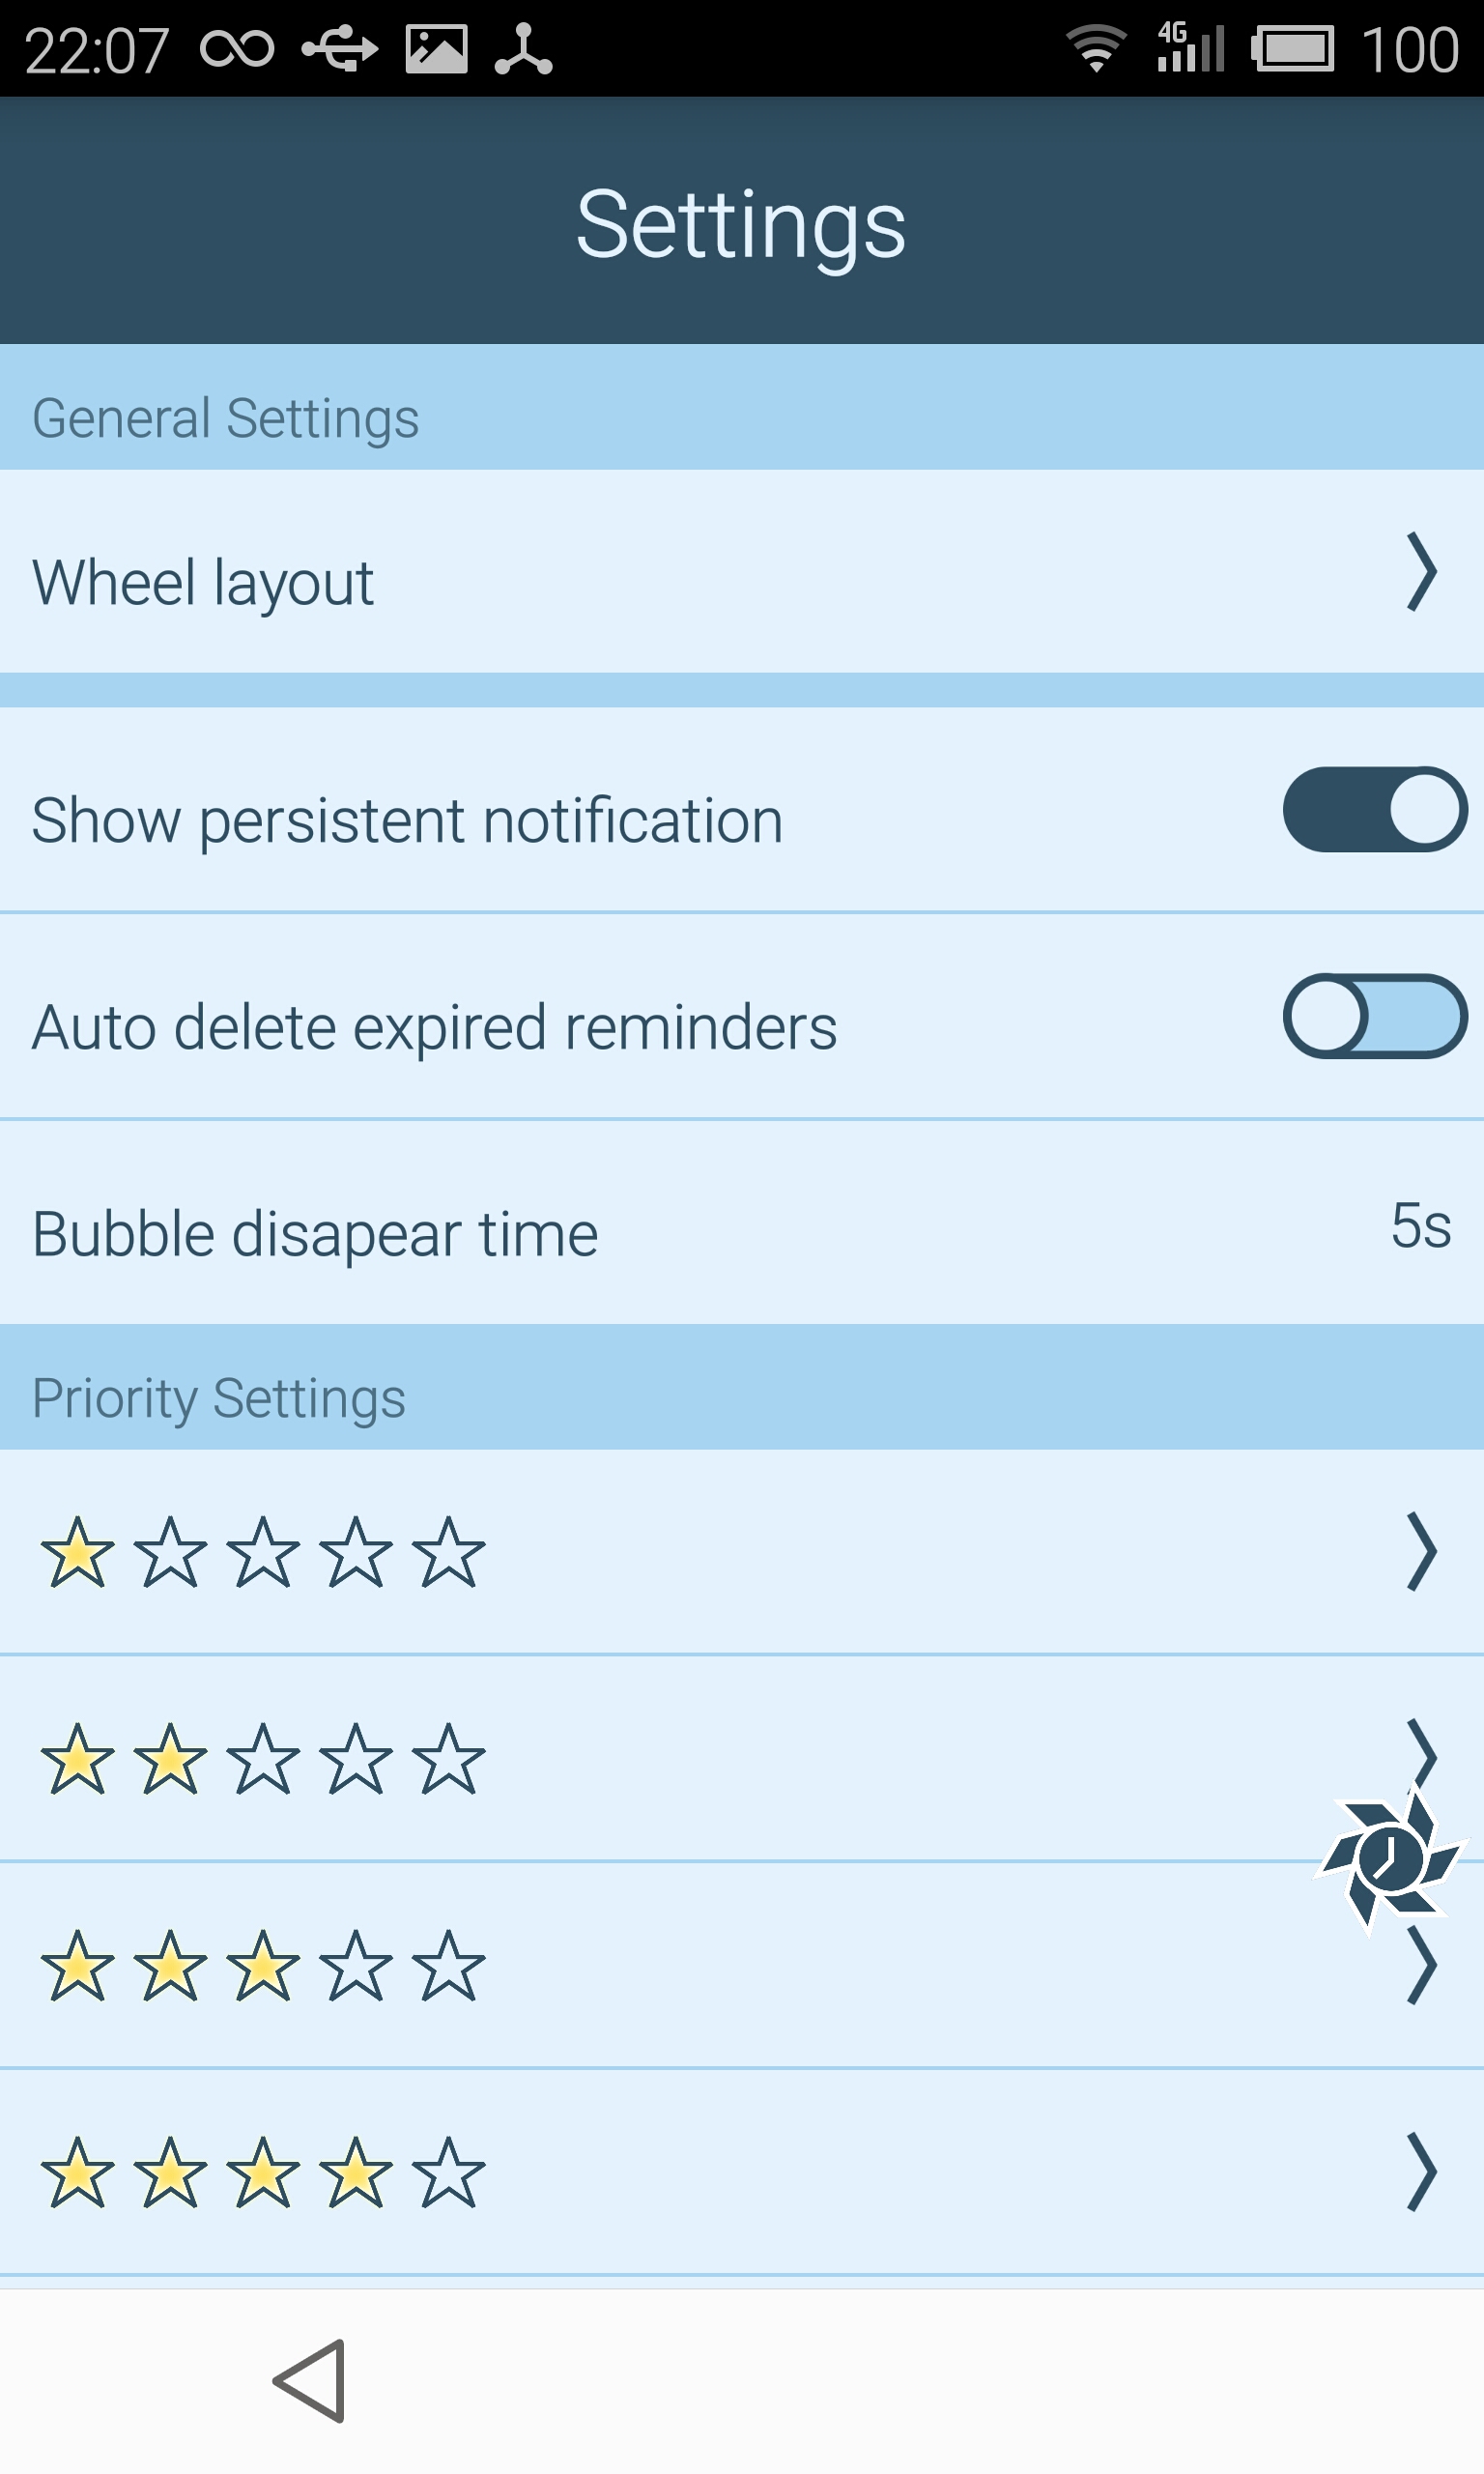 22:07 4G 100
Settings
General Settings
Wheel layout
Show persistent notification
Auto delete expired reminders
Bubble disapear time 5s
Priority Settings